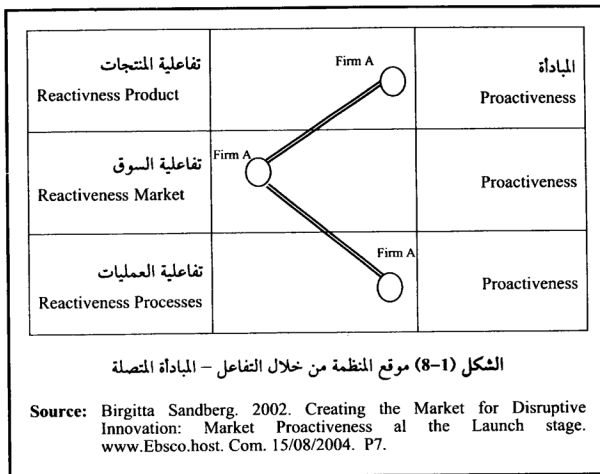 تفاعلية المنتجات
Reactivness Product
Firm A
المبادأة
Proactiveness
تفاعلية السوق
Reactiveness Market
Firm A
Proactiveness
تفاعلية العمليات
Reactiveness Processes
Firm A
Proactiveness
الشكل (1-8) موقع المنظمة من خلال التفاعل – المبادأة المتصلة
Source: Birgitta Sandberg. 2002. Creating the Market for Disruptive
Innovation: Market Proactiveness al the Launch stage.
www.Ebsco.host. Com. 15/08/2004. P7.